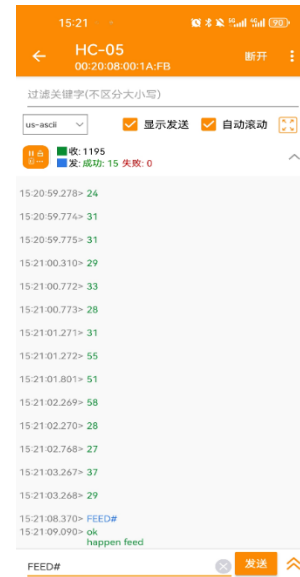 15:21
90
HC-05
00:20:08:00:1A:FB
断开
过滤关键字(不区分大小写)
us-ascii
显示发送
自动滚动
收: 1195
发: 成功: 15 失败: 0
15:20:59.278> 24
15:20:59.774> 31
15:20:59.775> 31
15:21:00.310> 29
15:21:00.772> 33
15:21:00.773> 28
15:21:01.271> 31
15:21:01.272> 55
15:21:01.801> 51
15:21:02.269> 58
15:21:02.270> 28
15:21:02.768> 27
15:21:03.267> 37
15:21:03.268> 29
15:21:08.370> FEED#
15:21:09.090> ok
happen feed
FEED#
发送